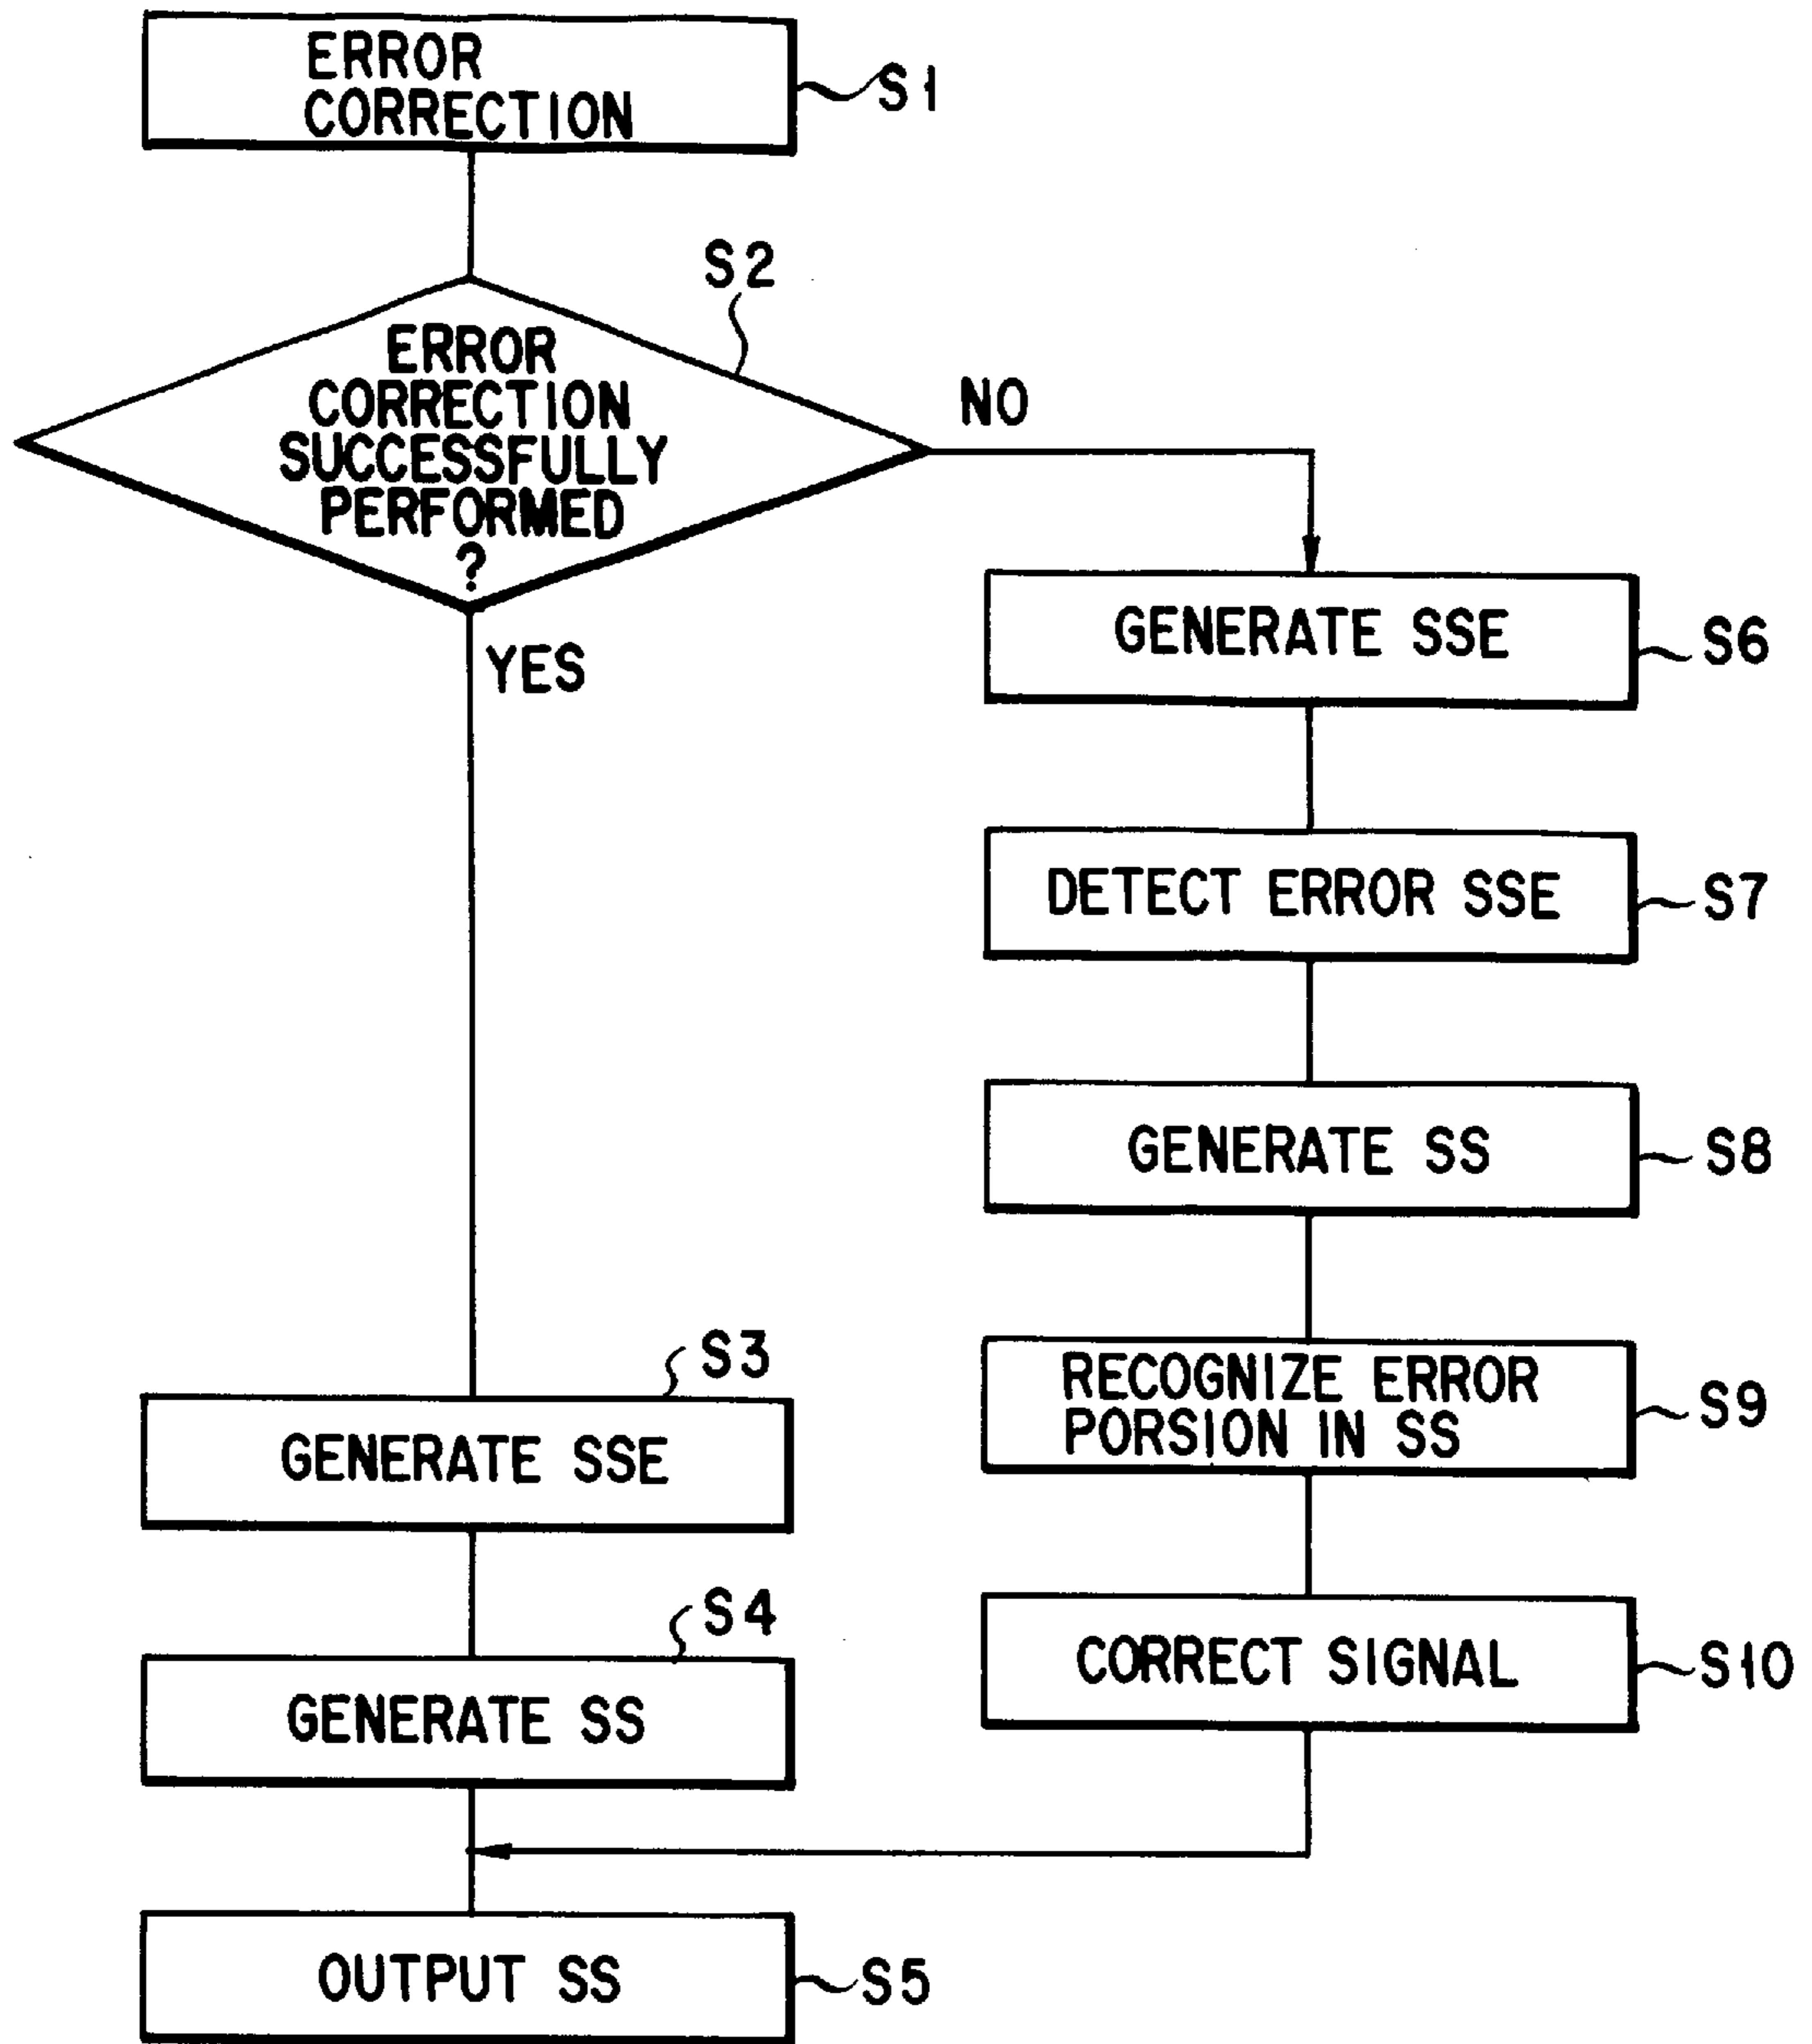 ERROR
CORRECTION
S1
S2
ERROR
CORRECTION
SUCCESSFULLY
PERFORMED
?
NO
YES
GENERATE SSE
S6
DETECT ERROR SSE
S7
GENERATE SS
S8
S3
GENERATE SSE
RECOGNIZE ERROR
PORSION IN SS
S9
S4
GENERATE SS
CORRECT SIGNAL
S10
OUTPUT SS
S5